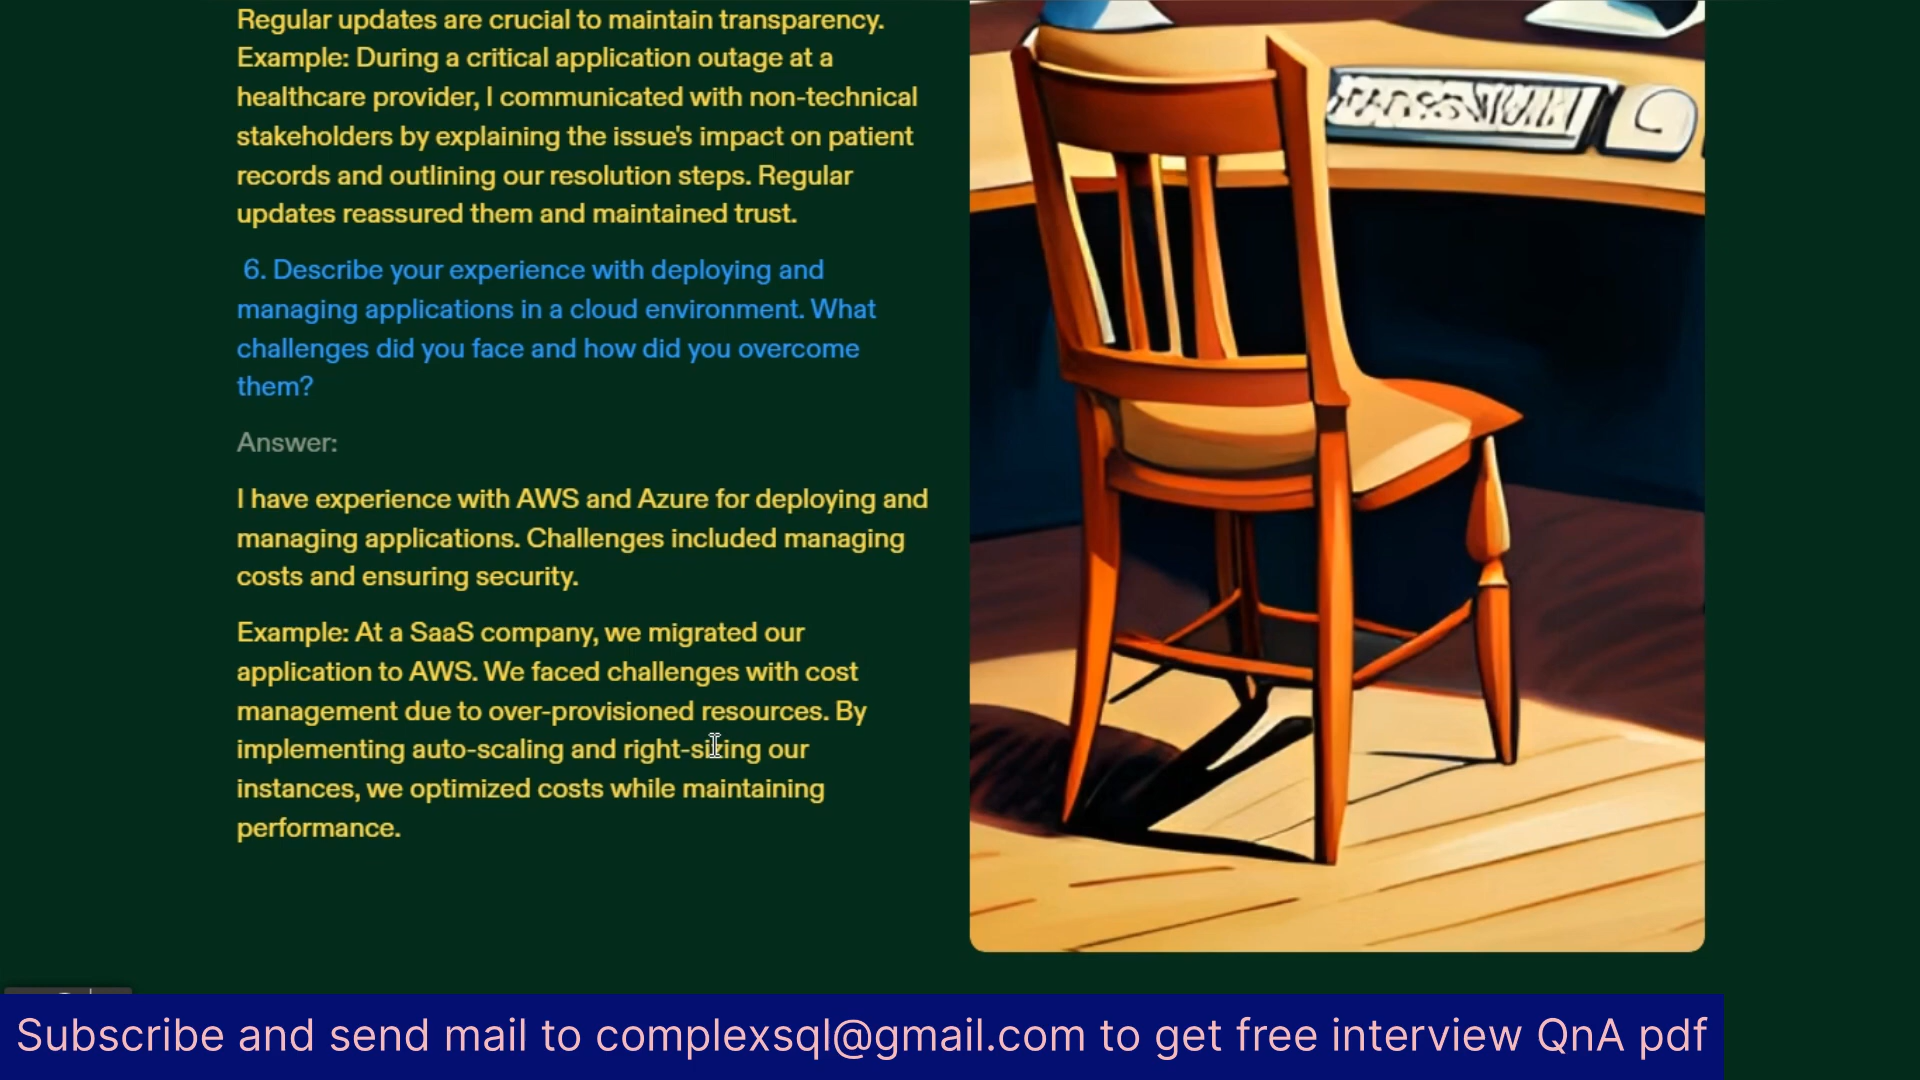 Regular updates are crucial to maintain transparency.
Example: During a critical application outage at a
healthcare provider, I communicated with non-technical
stakeholders by explaining the issue's impact on patient
records and outlining our resolution steps. Regular
updates reassured them and maintained trust.
6. Describe your experience with deploying and
managing applications in a cloud environment. What
challenges did you face and how did you overcome
them?
Answer:
I have experience with AWS and Azure for deploying and
managing applications. Challenges included managing
costs and ensuring security.
Example: At a SaaS company, we migrated our
application to AWS. We faced challenges with cost
management due to over-provisioned resources. By
implementing auto-scaling and right-sizing our
instances, we optimized costs while maintaining
performance.
Subscribe and send mail to complexsql@gmail.com to get free interview QnA pdf